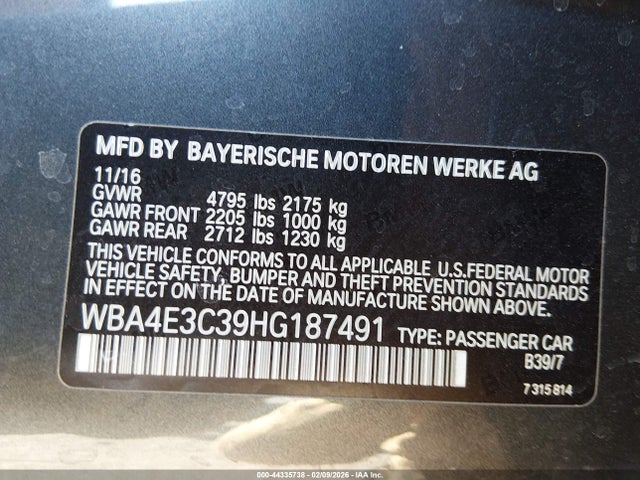 MFD BY BAYERISCHE MOTOREN WERKE AG
11/16
GVWR 4795 lbs 2175 kg
GAWR FRONT 2205 lbs 1000 kg
GAWR REAR 2712 lbs 1230 kg
THIS VEHICLE CONFORMS TO ALL APPLICABLE U.S.FEDERAL MOTOR
VEHICLE SAFETY, BUMPER AND THEFT PREVENTION STANDARDS
IN EFFECT ON THE DATE OF MANUFACTURE SHOWN ABOVE.
WBA4E3C39HG187491 TYPE: PASSENGER CAR
B39/7
7315814
000-44335738 - 02/09/2026 - IAA Inc.